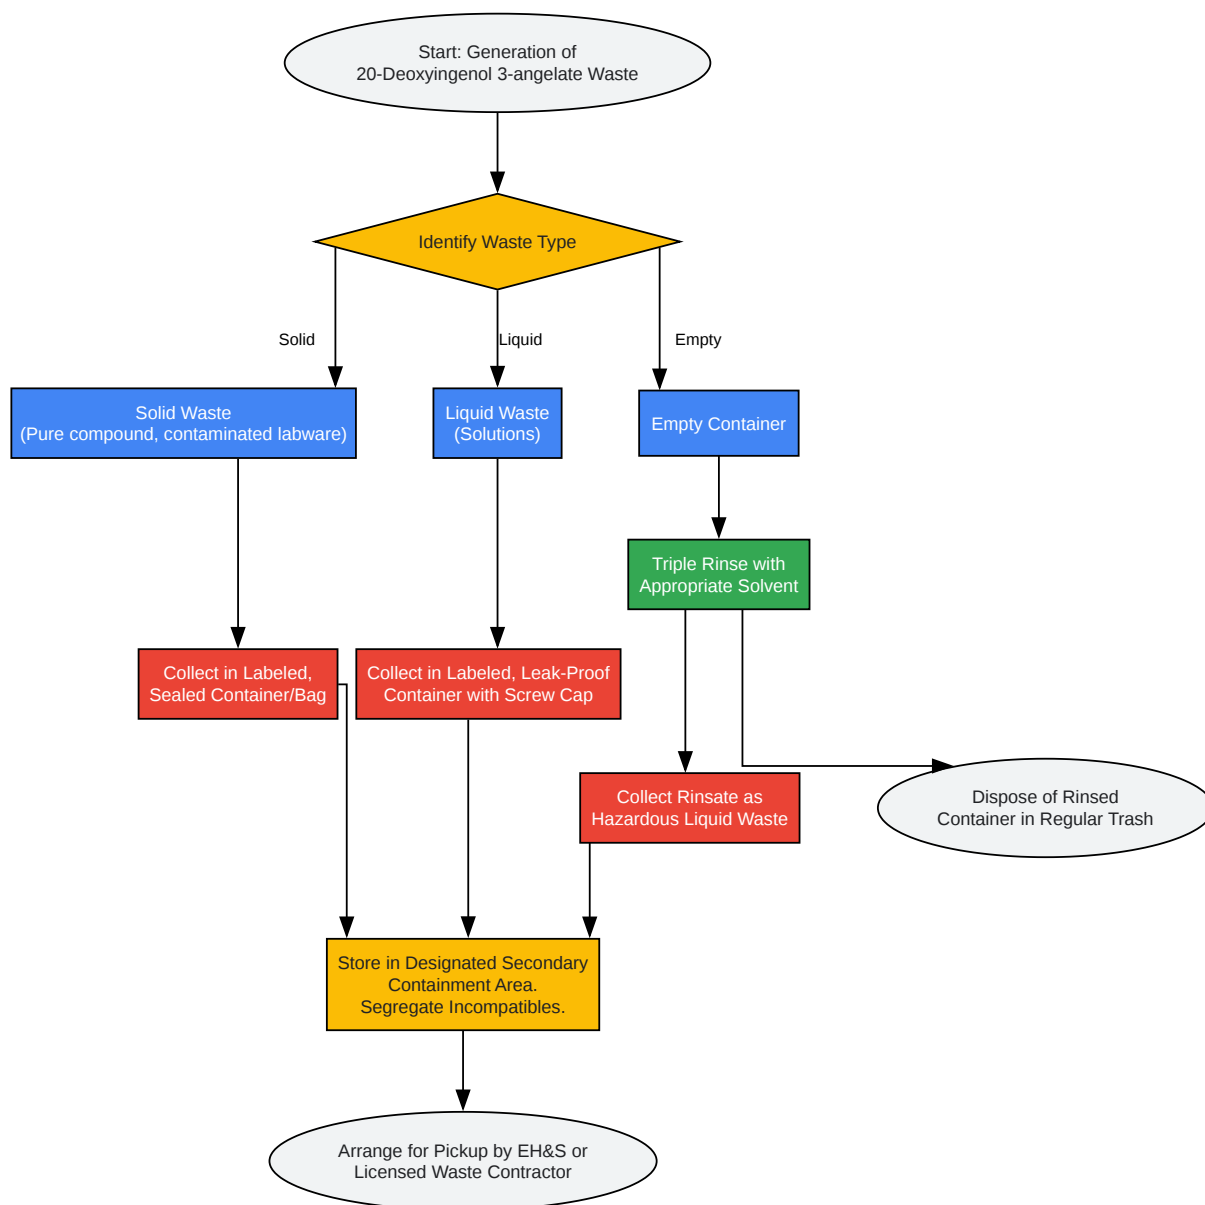 Start: Generation of
20-Deoxyingenol 3-angelate Waste
Identify Waste Type
Solid
Liquid
Empty
Solid Waste
(Pure compound, contaminated labware)
Liquid Waste
(Solutions)
Empty Container
Triple Rinse with
Appropriate Solvent
Collect in Labeled,
Sealed Container/Bag
Collect in Labeled, Leak-Proof
Container with Screw Cap
Collect Rinsate as
Hazardous Liquid Waste
Dispose of Rinsed
Container in Regular Trash
Store in Designated Secondary
Containment Area.
Segregate Incompatibles.
Arrange for Pickup by EH&S or
Licensed Waste Contractor